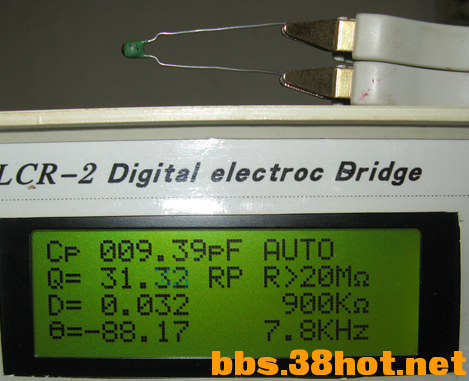 LCR-2 Digital electroc Bridge
Cp 009.39pF AUTO
Q= 31.32 RP R>20MΩ
D= 0.032 900KΩ
θ=-88.17 7.8KHz
bbs.38hot.net